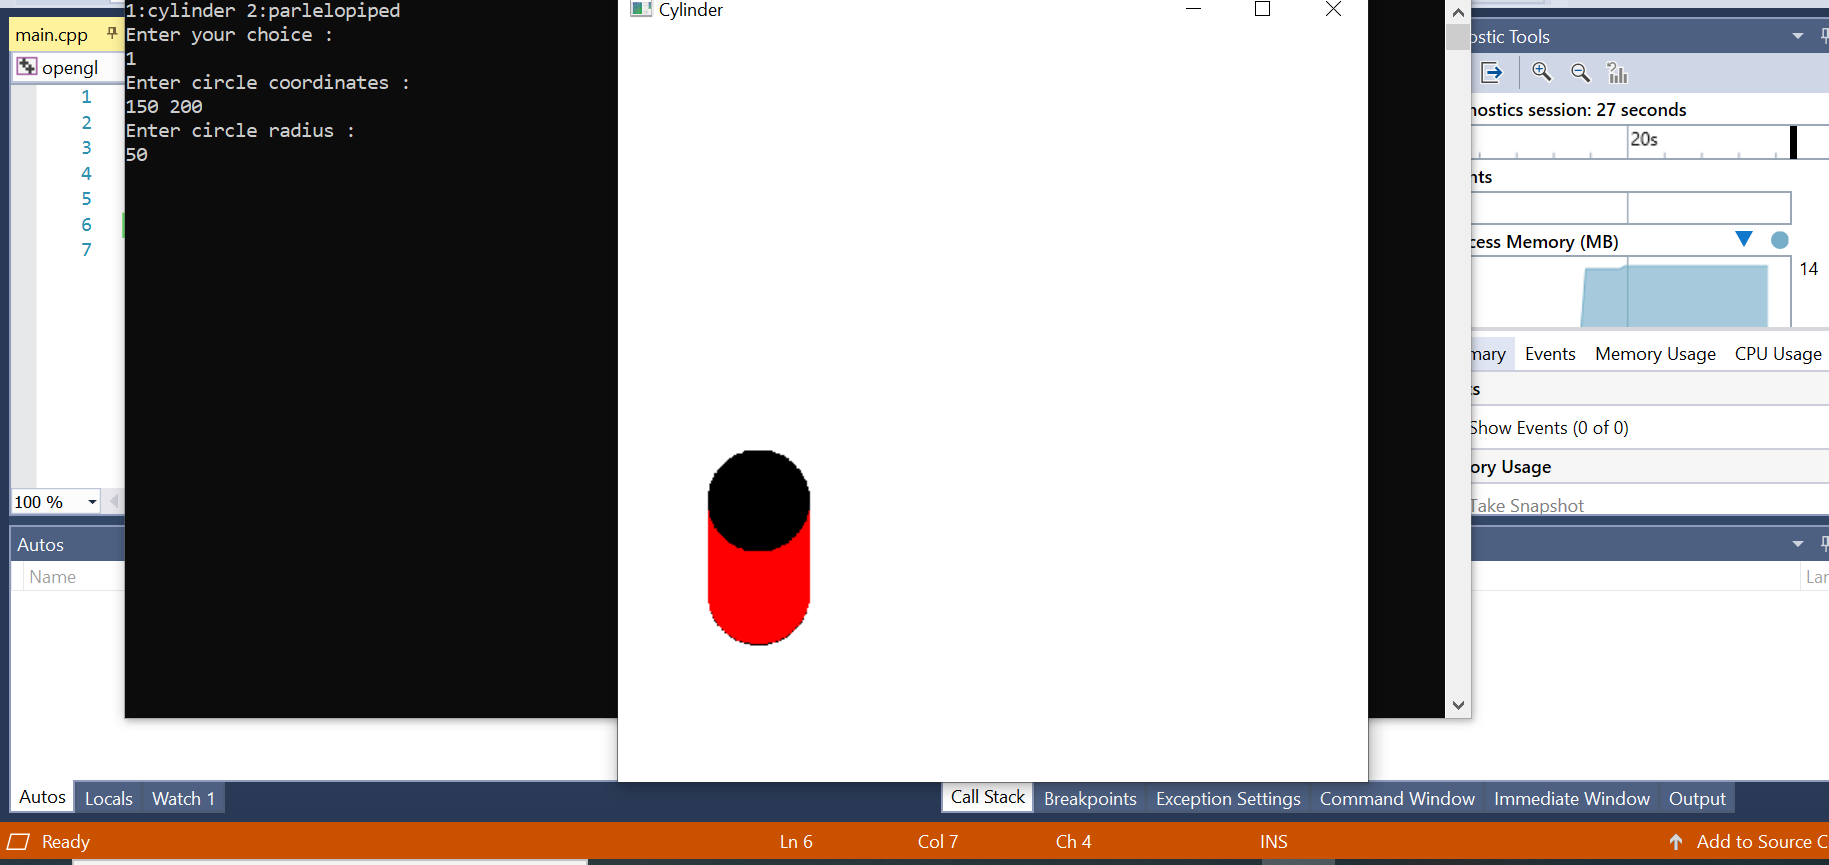 main.cpp
opengl
1
2
3
4
5
6
7
100 %
1:cylinder 2:parlelopiped
Enter your choice :
1
Enter circle coordinates :
150 200
Enter circle radius :
50
Cylinder
ostic Tools
nostics session: 27 seconds
20s
nts
cess Memory (MB)
14
mary Events Memory Usage CPU Usage
ts
Show Events (0 of 0)
ory Usage
Take Snapshot
Autos
Name
Lar
Autos Locals Watch 1
Call Stack Breakpoints Exception Settings Command Window Immediate Window Output
Ready Ln 6 Col 7 Ch 4 INS Add to Source C